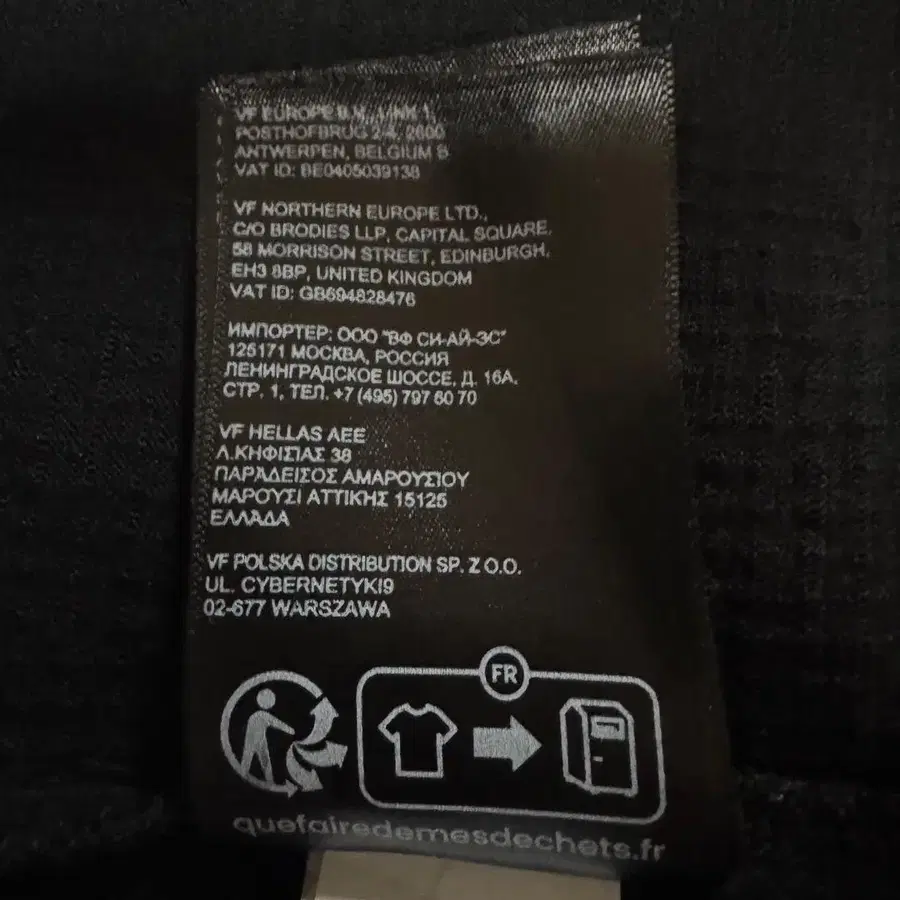 VF EUROPE B.V., LINK 1,
POSTHOFBRUG 2-4, 2600
ANTWERPEN, BELGIUM B
VAT ID: BE0405039138
VF NORTHERN EUROPE LTD.,
C/O BRODIES LLP, CAPITAL SQUARE,
58 MORRISON STREET, EDINBURGH,
EH3 8BP, UNITED KINGDOM
VAT ID: GB694828476
ИМПОРТЕР: ООО "ВФ СИ-АЙ-ЭС"
125171 МОСКВА, РОССИЯ
ЛЕНИНГРАДСКОЕ ШОССЕ, Д. 16А,
СТР. 1, ТЕЛ. +7 (495) 797 60 70
VF HELLAS AEE
Λ.ΚΗΦΙΣΙΑΣ 38
ΠΑΡΑΔΕΙΣΟΣ ΑΜΑΡΟΥΣΙΟΥ
ΜΑΡΟΥΣΙ ΑΤΤΙΚΗΣ 15125
ΕΛΛΑΔΑ
VF POLSKA DISTRIBUTION SP. Z O.O.
UL. CYBERNETYKI9
02-677 WARSZAWA
FR
quefairedemesdechets.fr